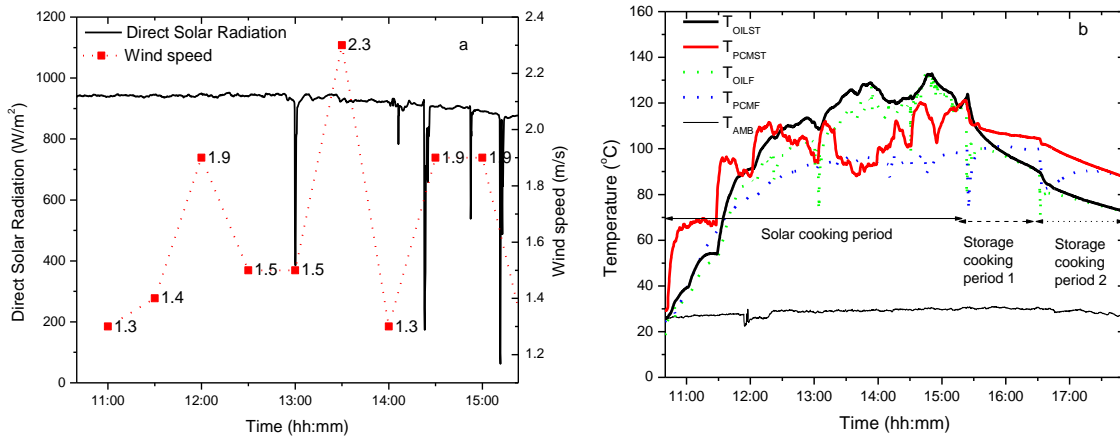 a
Direct Solar Radiation
Wind speed
Direct Solar Radiation (W/m²)
1200
1000
800
600
400
200
0
1.3
1.4
1.9
1.5
1.5
2.3
1.3
1.9
1.9
2.4
2.2
2.0
1.8
1.6
1.4
1.2
Wind speed (m/s)
11:00 12:00 13:00 14:00 15:00
Time (hh:mm)
b
T_OILST
T_PCMST
T_OILF
T_PCMF
T_AMB
Temperature (°C)
160
140
120
100
80
60
40
20
0
Solar cooking period
Storage
cooking
period 1
Storage
cooking
period 2
11:00 12:00 13:00 14:00 15:00 16:00 17:00
Time (hh:mm)